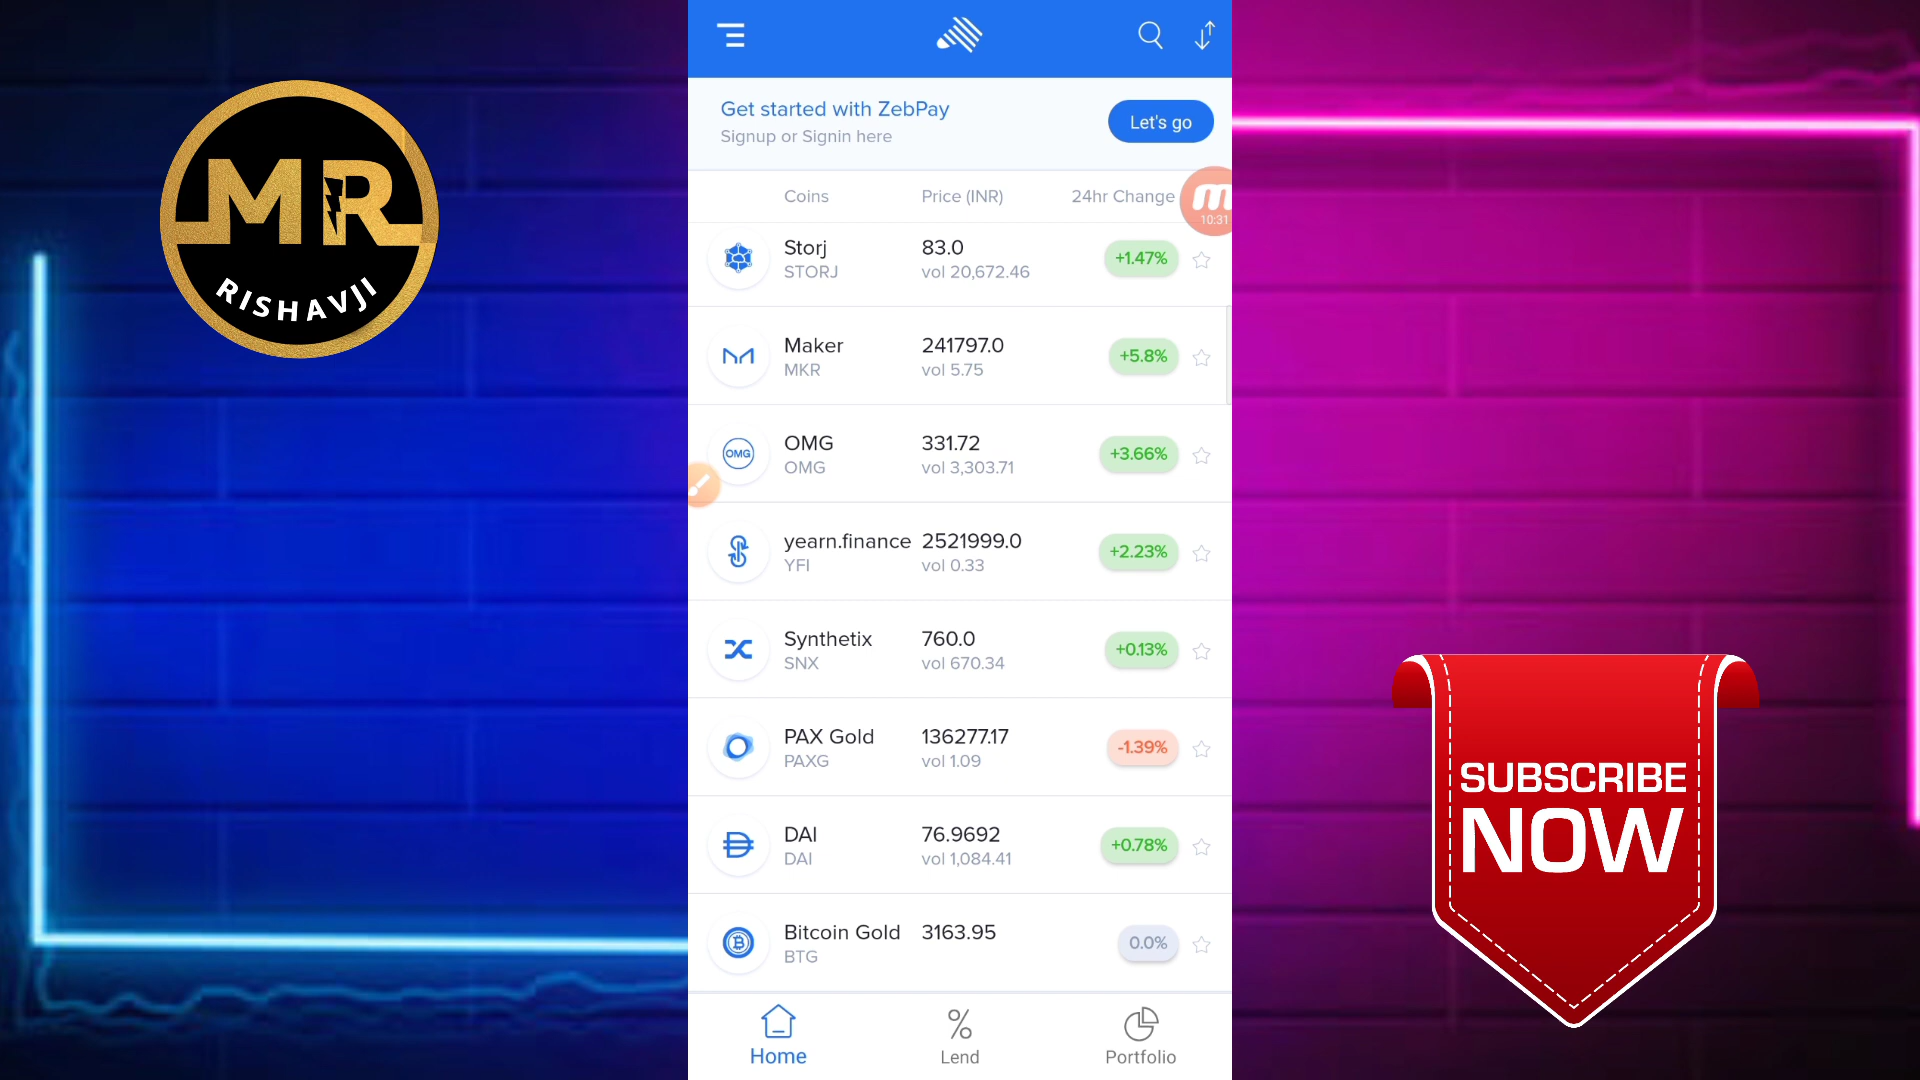 MR
RISHAVJI
Get started with ZebPay
Signup or Signin here
Let's go
Coins Price (INR) 24hr Change
10:31
Storj 83.0 +1.47%
STORJ vol 20,672.46
Maker 241797.0 +5.8%
MKR vol 5.75
OMG OMG 331.72 +3.66%
OMG vol 3,303.71
yearn.finance 2521999.0 +2.23%
YFI vol 0.33
Synthetix 760.0 +0.13%
SNX vol 670.34
PAX Gold 136277.17 -1.39%
PAXG vol 1.09
DAI 76.9692 +0.78%
DAI vol 1,084.41
Bitcoin Gold 3163.95 0.0%
BTG
Home Lend Portfolio
SUBSCRIBE
NOW